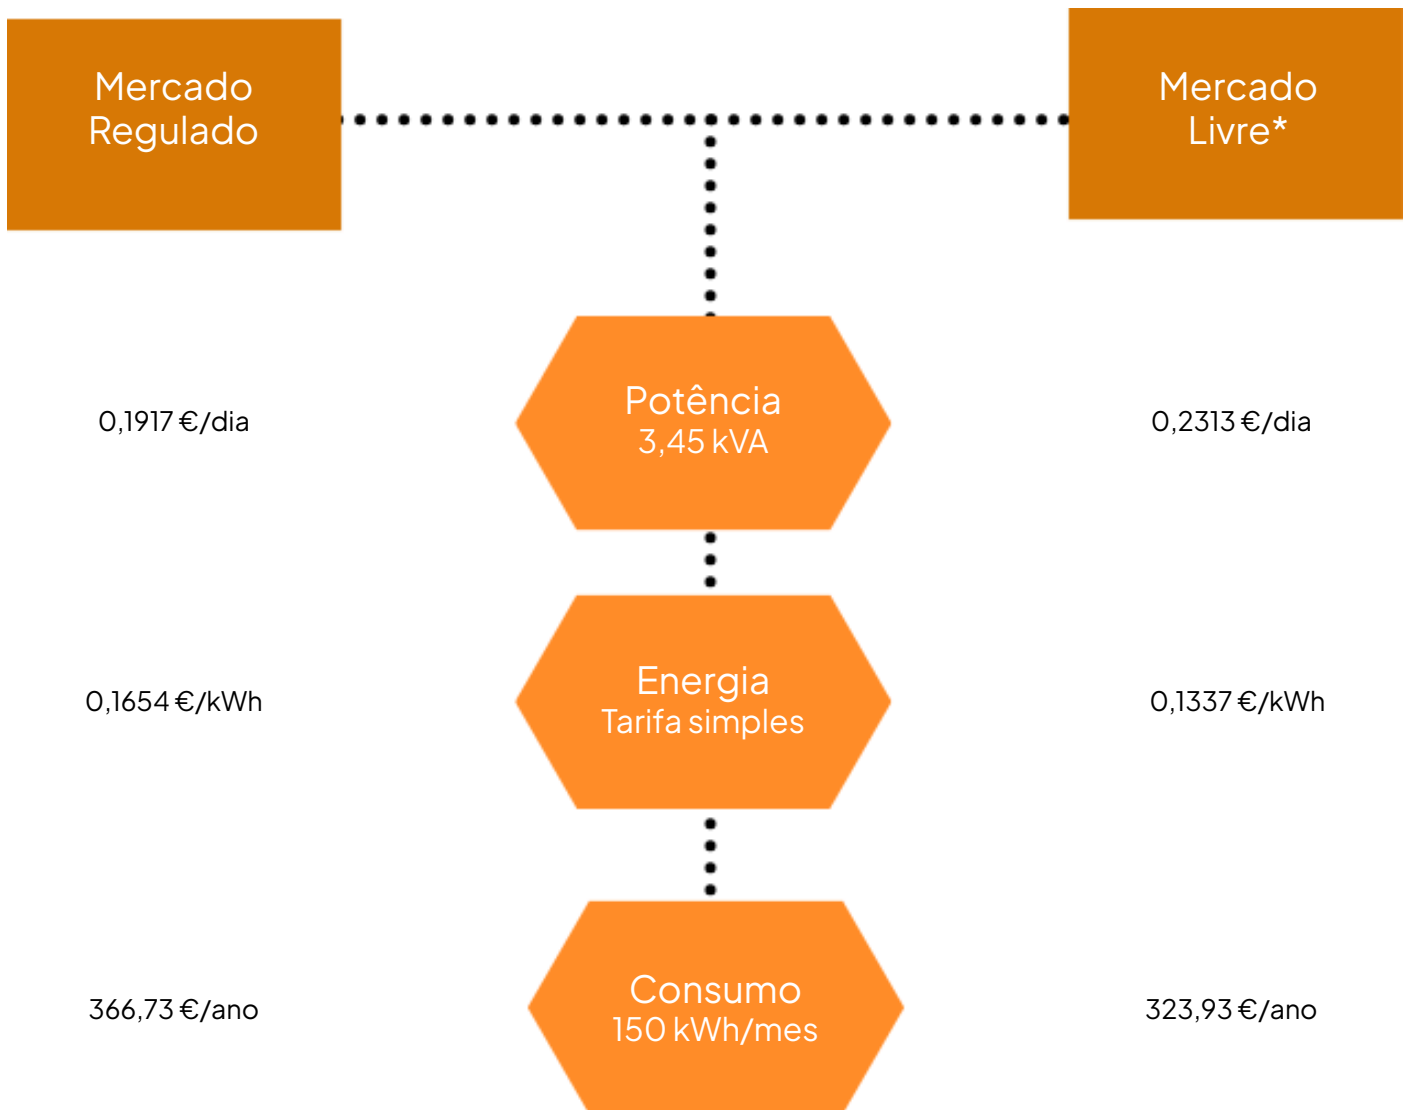 Mercado
Regulado
Mercado
Livre*
0,1917 €/dia
Potência
3,45 kVA
0,2313 €/dia
0,1654 €/kWh
Energia
Tarifa simples
0,1337 €/kWh
366,73 €/ano
Consumo
150 kWh/mes
323,93 €/ano